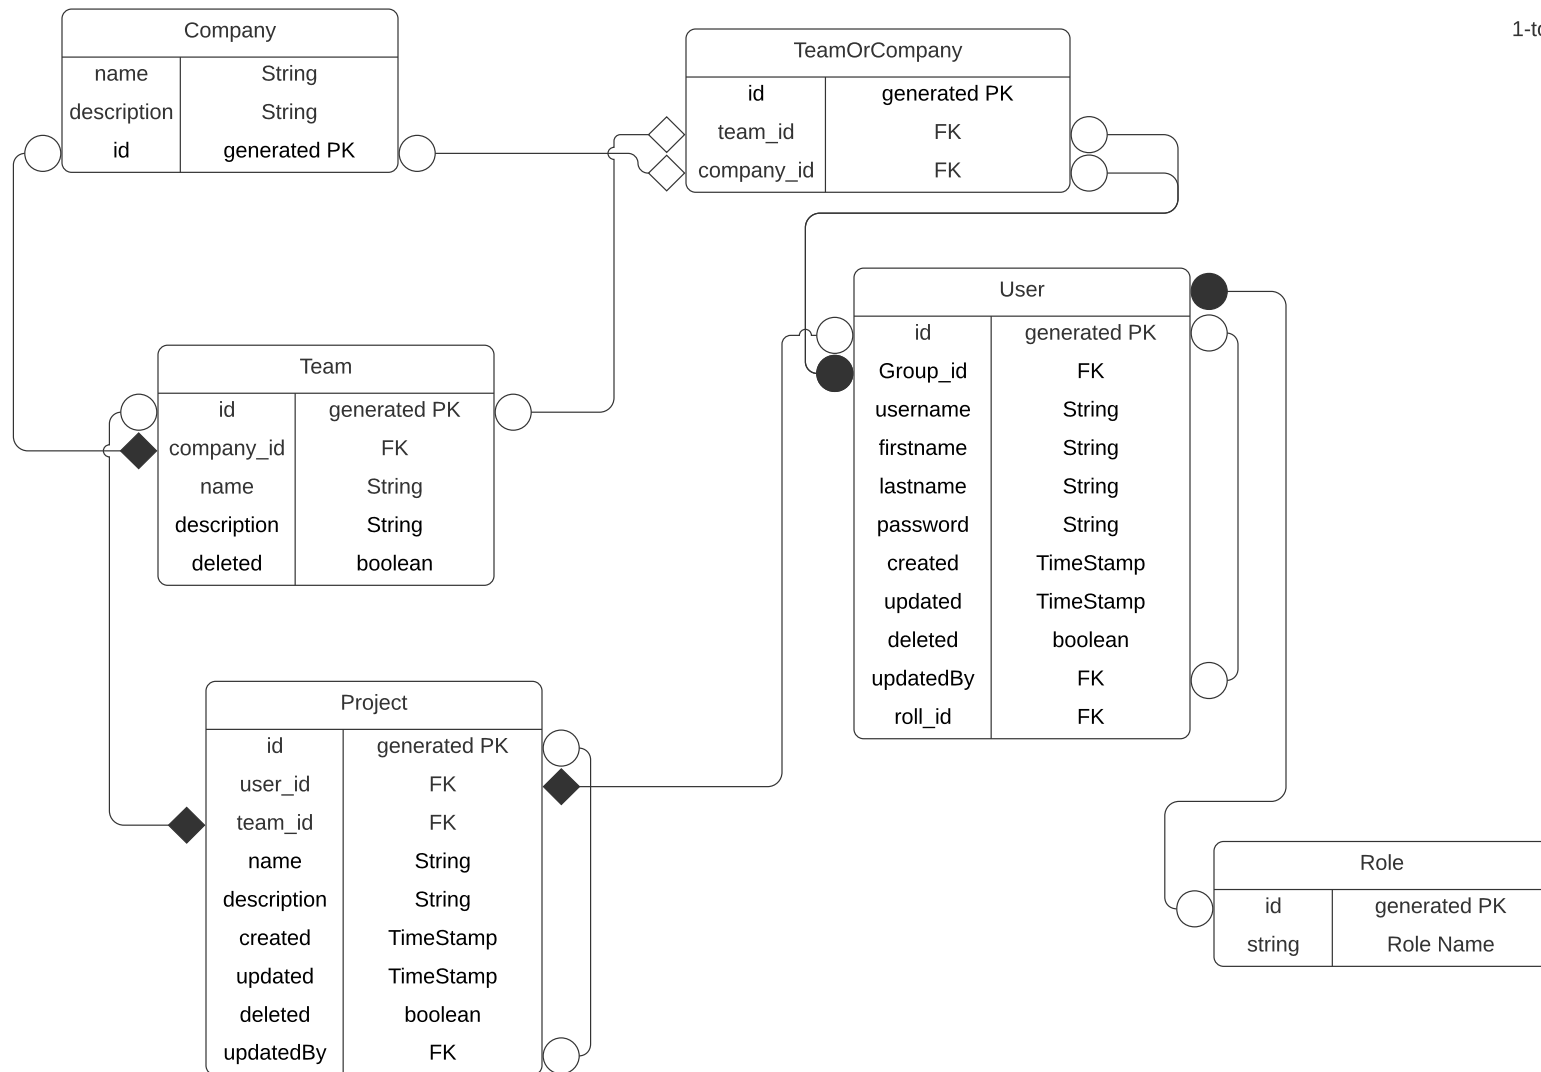 Company
name String
description String
id generated PK
TeamOrCompany
id generated PK
team_id FK
company_id FK
1-to
User
id generated PK
Group_id FK
username String
firstname String
lastname String
password String
created TimeStamp
updated TimeStamp
deleted boolean
updatedBy FK
roll_id FK
Team
id generated PK
company_id FK
name String
description String
deleted boolean
Project
id generated PK
user_id FK
team_id FK
name String
description String
created TimeStamp
updated TimeStamp
deleted boolean
updatedBy FK
Role
id generated PK
string Role Name